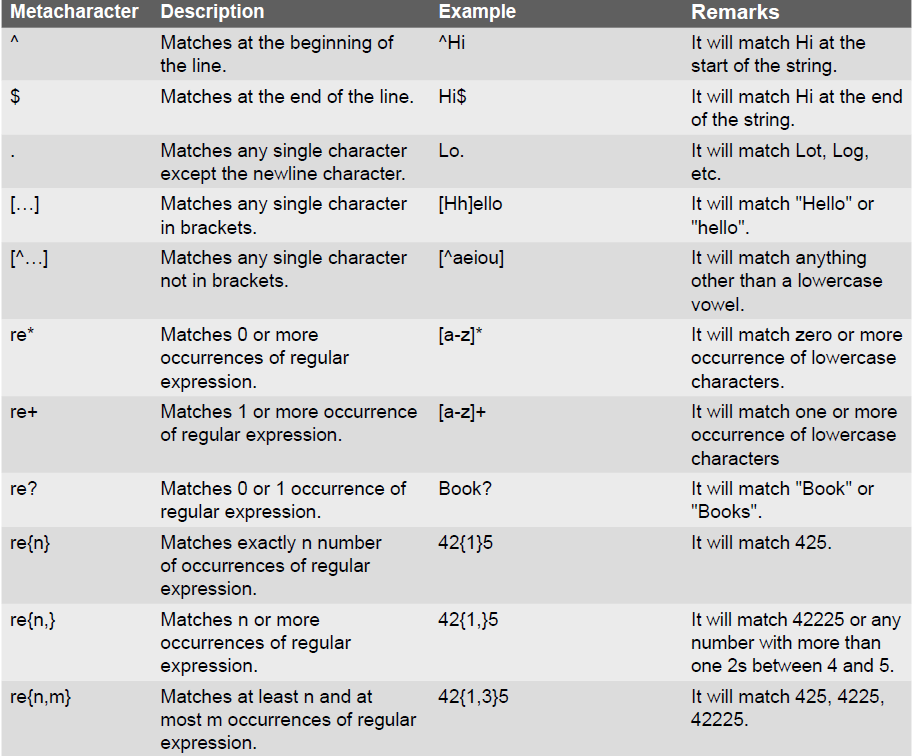 Metacharacter Description Example Remarks
^ Matches at the beginning of ^Hi It will match Hi at the
the line. start of the string.
$ Matches at the end of the line. Hi$ It will match Hi at the end
of the string.
. Matches any single character Lo. It will match Lot, Log,
except the newline character. etc.
[…] Matches any single character [Hh]ello It will match "Hello" or
in brackets. "hello".
[^…] Matches any single character [^aeiou] It will match anything
not in brackets. other than a lowercase
vowel.
re* Matches 0 or more [a-z]* It will match zero or more
occurrences of regular occurrence of lowercase
expression. characters.
re+ Matches 1 or more occurrence [a-z]+ It will match one or more
of regular expression. occurrence of lowercase
characters
re? Matches 0 or 1 occurrence of Book? It will match "Book" or
regular expression. "Books".
re{n} Matches exactly n number 42{1}5 It will match 425.
of occurrences of regular
expression.
re{n,} Matches n or more 42{1,}5 It will match 42225 or any
occurrences of regular number with more than
expression. one 2s between 4 and 5.
re{n,m} Matches at least n and at 42{1,3}5 It will match 425, 4225,
most m occurrences of regular 42225.
expression.